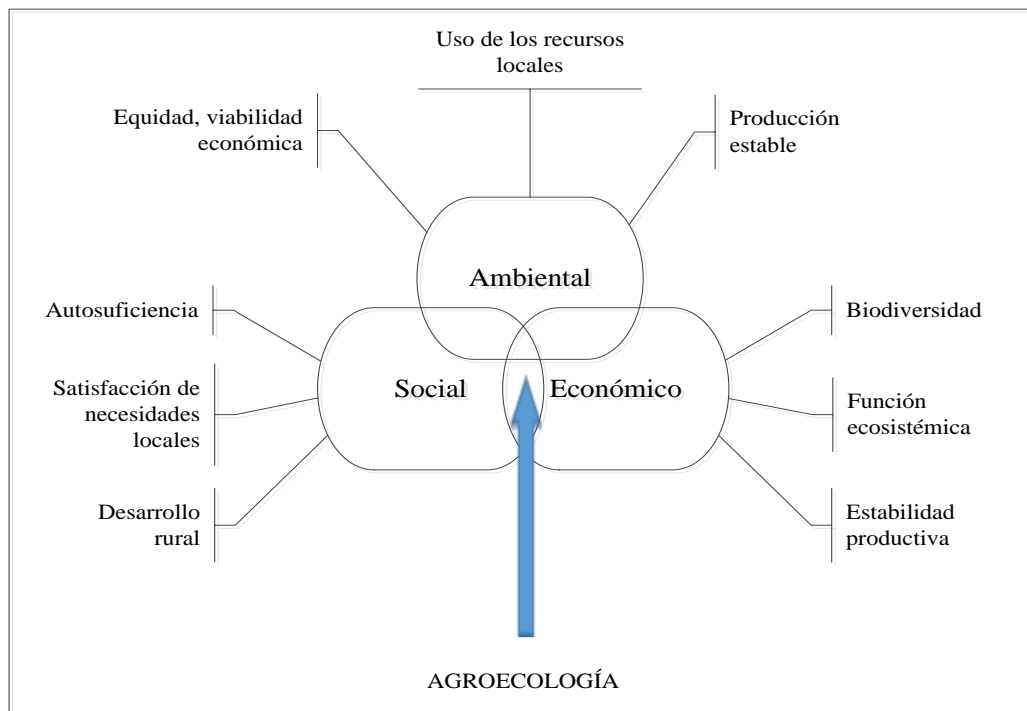 Uso de los recursos
locales
Equidad, viabilidad
económica
Producción
estable
Ambiental
Autosuficiencia
Biodiversidad
Social
Económico
Satisfacción de
necesidades
locales
Función
ecosistémica
Desarrollo
rural
Estabilidad
productiva
AGROECOLOGÍA